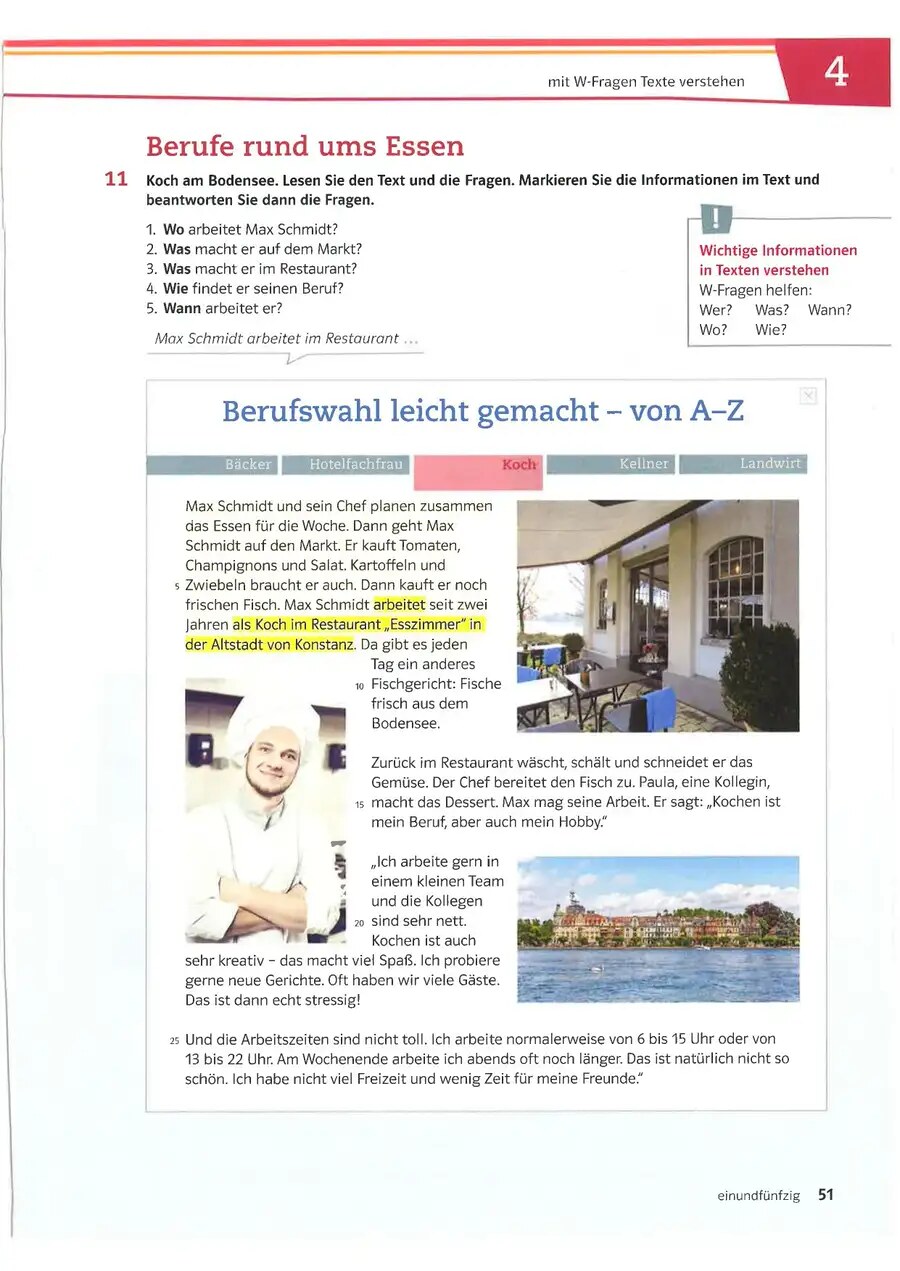 mit W-Fragen Texte verstehen
4
Berufe rund ums Essen
11 Koch am Bodensee. Lesen Sie den Text und die Fragen. Markieren Sie die Informationen im Text und
beantworten Sie dann die Fragen.
1. Wo arbeitet Max Schmidt?
2. Was macht er auf dem Markt?
3. Was macht er im Restaurant?
4. Wie findet er seinen Beruf?
5. Wann arbeitet er?
Max Schmidt arbeitet im Restaurant ...
!
Wichtige Informationen
in Texten verstehen
W-Fragen helfen:
Wer? Was? Wann?
Wo? Wie?
Berufswahl leicht gemacht – von A–Z
Bäcker Hotelfachfrau Koch Kellner Landwirt
Max Schmidt und sein Chef planen zusammen
das Essen für die Woche. Dann geht Max
Schmidt auf den Markt. Er kauft Tomaten,
Champignons und Salat. Kartoffeln und
5 Zwiebeln braucht er auch. Dann kauft er noch
frischen Fisch. Max Schmidt arbeitet seit zwei
Jahren als Koch im Restaurant „Esszimmer" in
der Altstadt von Konstanz. Da gibt es jeden
Tag ein anderes
10 Fischgericht: Fische
frisch aus dem
Bodensee.
Zurück im Restaurant wäscht, schält und schneidet er das
Gemüse. Der Chef bereitet den Fisch zu. Paula, eine Kollegin,
15 macht das Dessert. Max mag seine Arbeit. Er sagt: „Kochen ist
mein Beruf, aber auch mein Hobby."
„Ich arbeite gern in
einem kleinen Team
und die Kollegen
20 sind sehr nett.
Kochen ist auch
sehr kreativ – das macht viel Spaß. Ich probiere
gerne neue Gerichte. Oft haben wir viele Gäste.
Das ist dann echt stressig!
25 Und die Arbeitszeiten sind nicht toll. Ich arbeite normalerweise von 6 bis 15 Uhr oder von
13 bis 22 Uhr. Am Wochenende arbeite ich abends oft noch länger. Das ist natürlich nicht so
schön. Ich habe nicht viel Freizeit und wenig Zeit für meine Freunde."
einundfünfzig 51